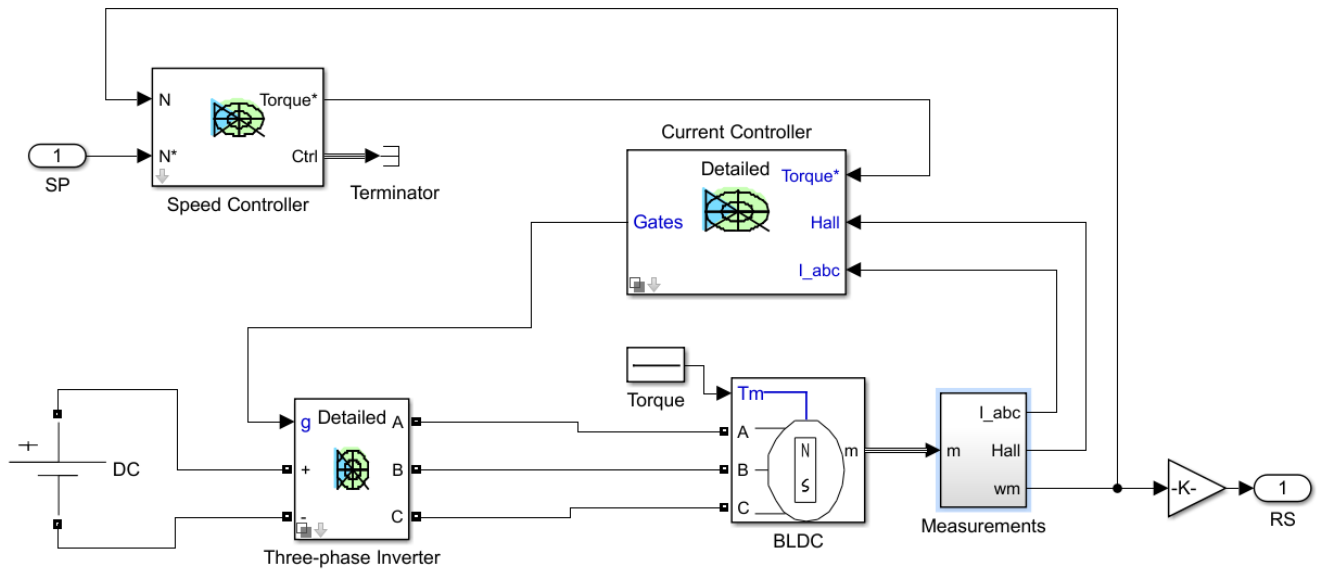 N
Torque*
1
N*
Ctrl
SP
Terminator
Speed Controller
Current Controller
Detailed
Torque*
Gates
Hall
I_abc
Torque
Tm
A
B
C
N
S
m
BLDC
DC
g
Detailed
A
+
B
-
C
Three-phase Inverter
m
I_abc
Hall
wm
Measurements
-K-
1
RS